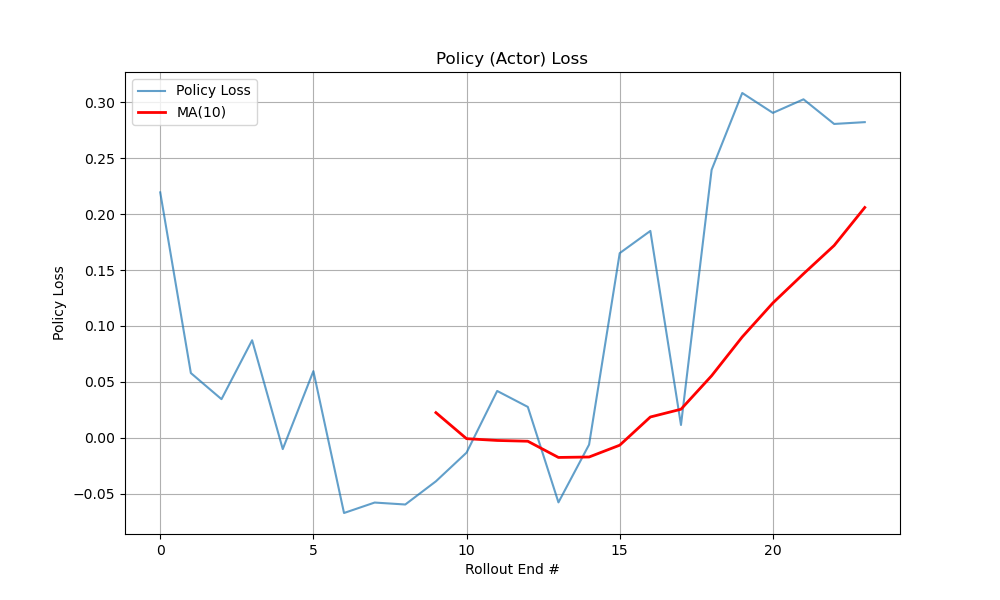 Policy (Actor) Loss
Policy Loss
MA(10)
0.30
0.25
0.20
0.15
0.10
0.05
0.00
−0.05
Policy Loss
0 5 10 15 20
Rollout End #